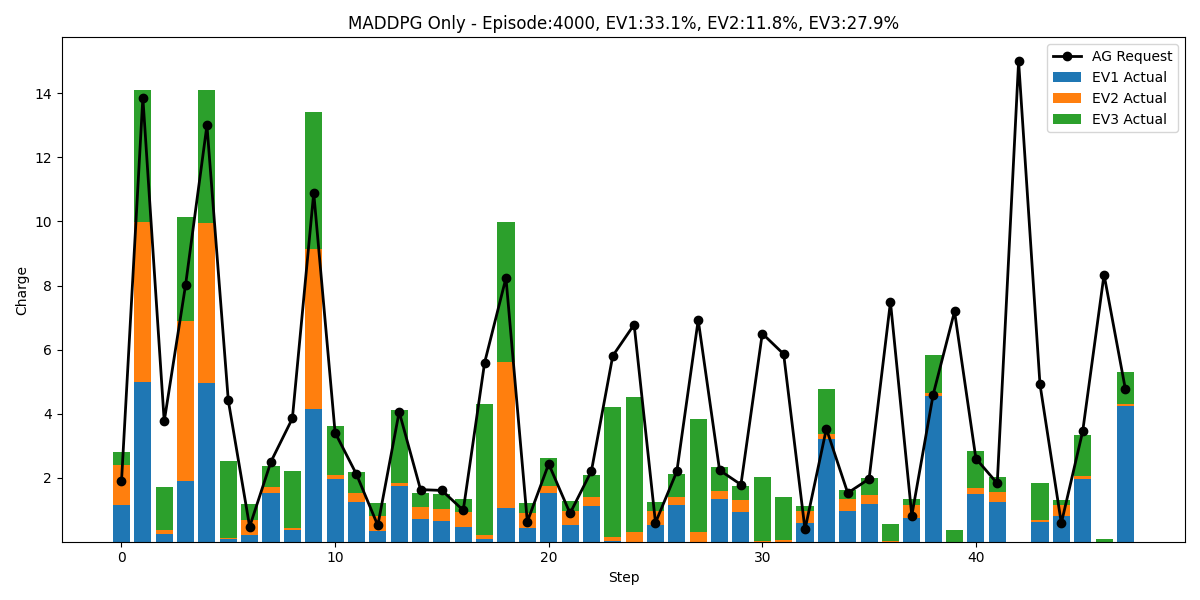 MADDPG Only - Episode:4000, EV1:33.1%, EV2:11.8%, EV3:27.9%
AG Request
EV1 Actual
EV2 Actual
EV3 Actual
Charge
14
12
10
8
6
4
2
0 10 20 30 40
Step